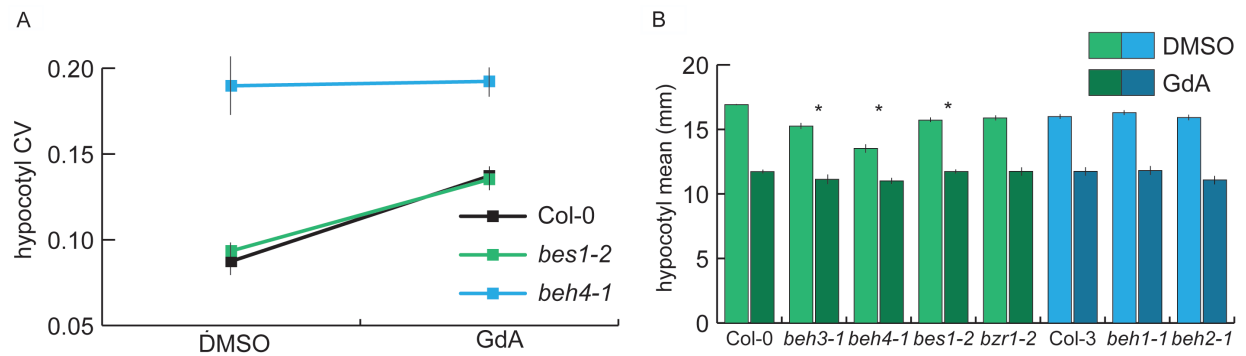 A
hypocotyl CV
0.20
0.15
0.10
0.05
DMSO
GdA
Col-0
bes1-2
beh4-1
B
hypocotyl mean (mm)
20
15
10
5
0
DMSO
GdA
*
*
*
Col-0 beh3-1 beh4-1 bes1-2 bzr1-2 Col-3 beh1-1 beh2-1